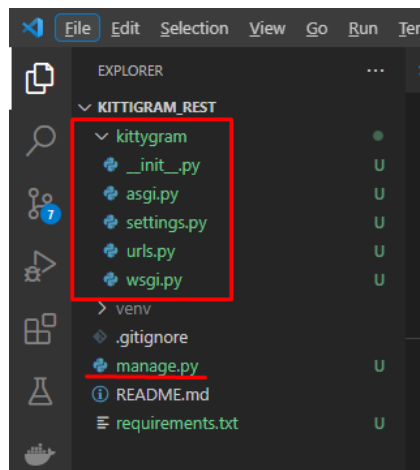 File Edit Selection View Go Run Ter
EXPLORER ...
KITTIGRAM_REST
kittygram
__init__.py U
asgi.py U
settings.py U
urls.py U
wsgi.py U
venv
.gitignore
manage.py U
README.md
requirements.txt U
7